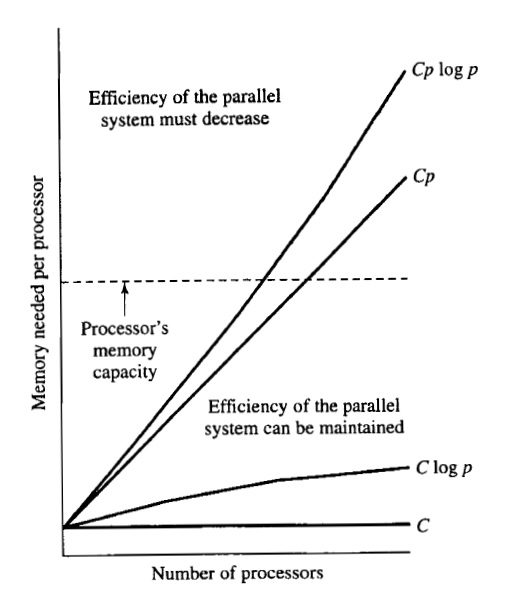 Cp log p
Efficiency of the parallel
system must decrease
Cp
Memory needed per processor
Processor's
memory
capacity
Efficiency of the parallel
system can be maintained
C log p
C
Number of processors